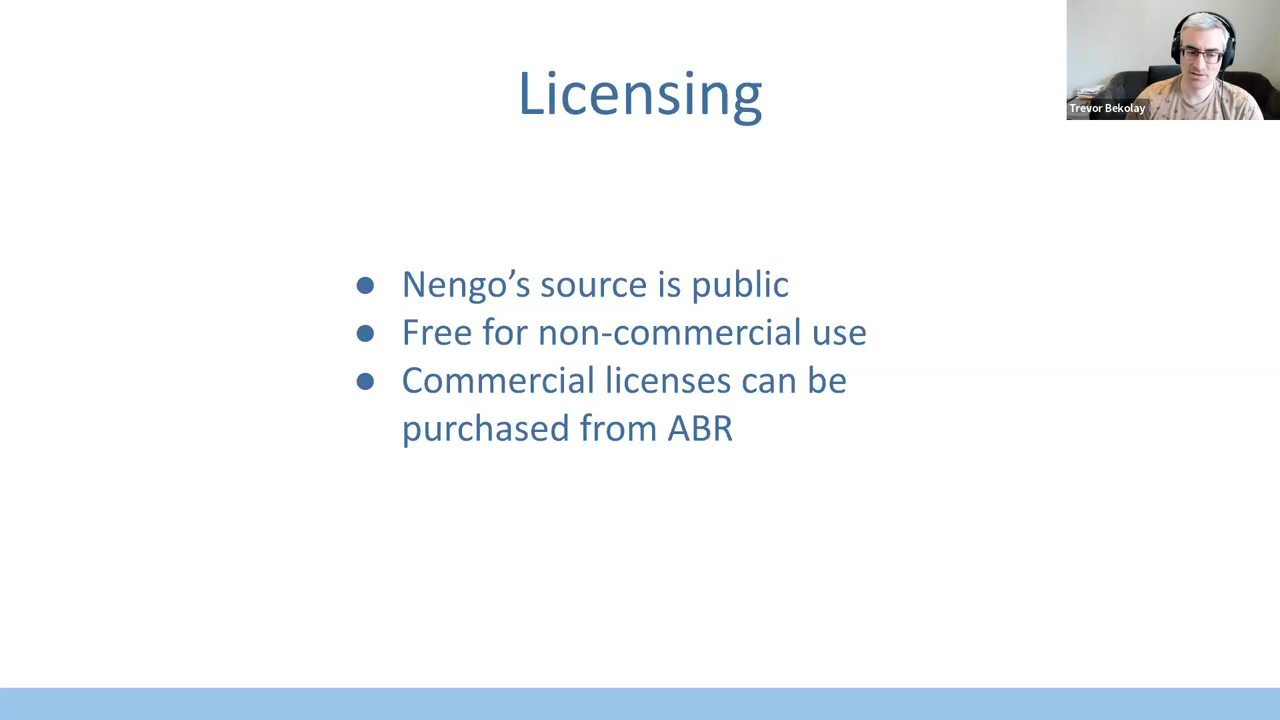 Licensing
Trevor Bekolay
● Nengo’s source is public
● Free for non-commercial use
● Commercial licenses can be
purchased from ABR